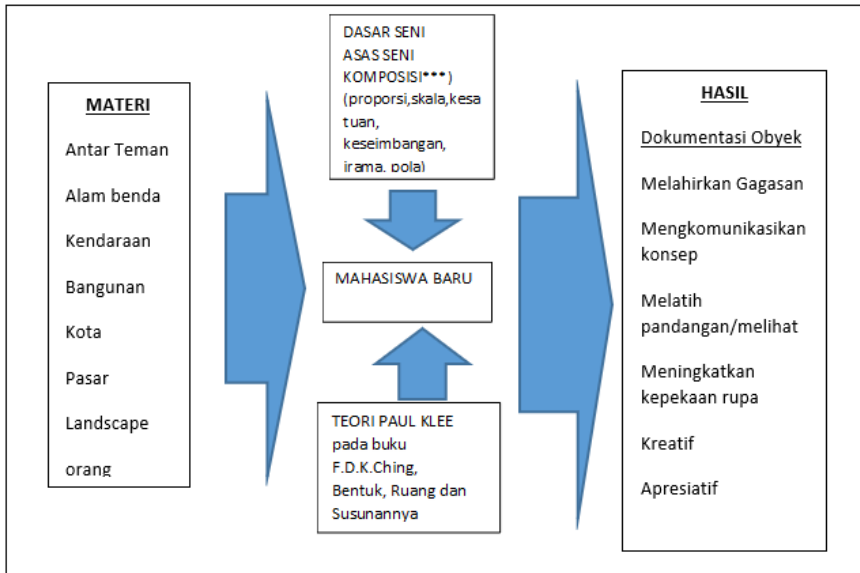 MATERI
Antar Teman
Alam benda
Kendaraan
Bangunan
Kota
Pasar
Landscape
orang
DASAR SENI
ASAS SENI
KOMPOSISI***)
(proporsi,skala,kesa
tuan,
keseimbangan,
irama, pola)
MAHASISWA BARU
TEORI PAUL KLEE
pada buku
F.D.K.Ching,
Bentuk, Ruang dan
Susunannya
HASIL
Dokumentasi Obyek
Melahirkan Gagasan
Mengkomunikasikan
konsep
Melatih
pandangan/melihat
Meningkatkan
kepekaan rupa
Kreatif
Apresiatif